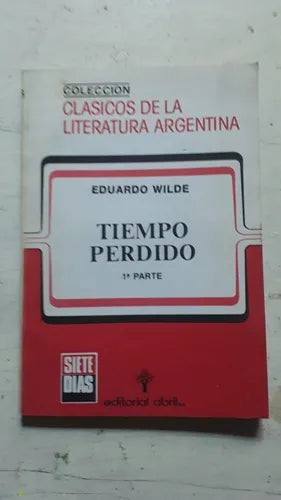 COLECCION
CLASICOS DE LA
LITERATURA ARGENTINA
EDUARDO WILDE
TIEMPO
PERDIDO
1ª PARTE
SIETE
DIAS
editorial abril